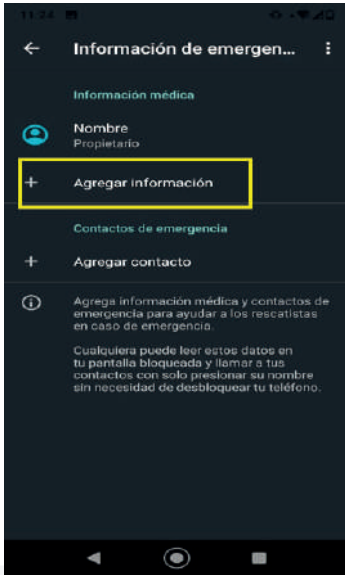 11:24
Información de emergen...
Información médica
Nombre
Propietario
Agregar información
Contactos de emergencia
Agregar contacto
Agrega información médica y contactos de
emergencia para ayudar a los rescatistas
en caso de emergencia.
Cualquiera puede leer estos datos en
tu pantalla bloqueada y llamar a tus
contactos con solo presionar su nombre
sin necesidad de desbloquear tu teléfono.